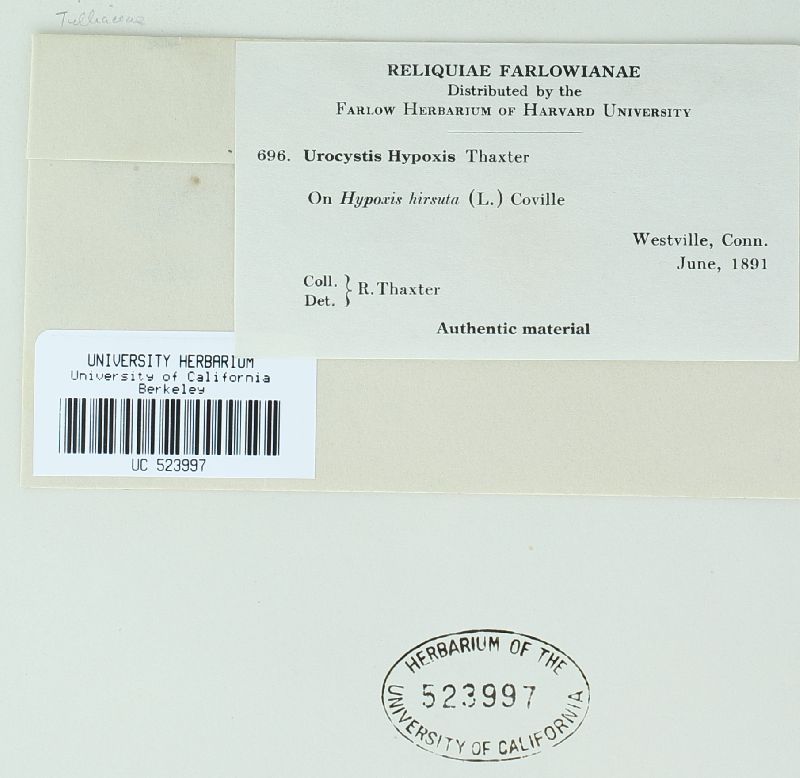 RELIQUIAE FARLOWIANAE
Distributed by the
FARLOW HERBARIUM OF HARVARD UNIVERSITY
696. Urocystis Hypoxis Thaxter
On Hypoxis hirsuta (L.) Coville
Westville, Conn.
June, 1891
Coll.
Det. } R. Thaxter
Authentic material
UNIVERSITY HERBARIUM
University of California
Berkeley
UC 523997
HERBARIUM OF THE
523997
UNIVERSITY OF CALIFORNIA